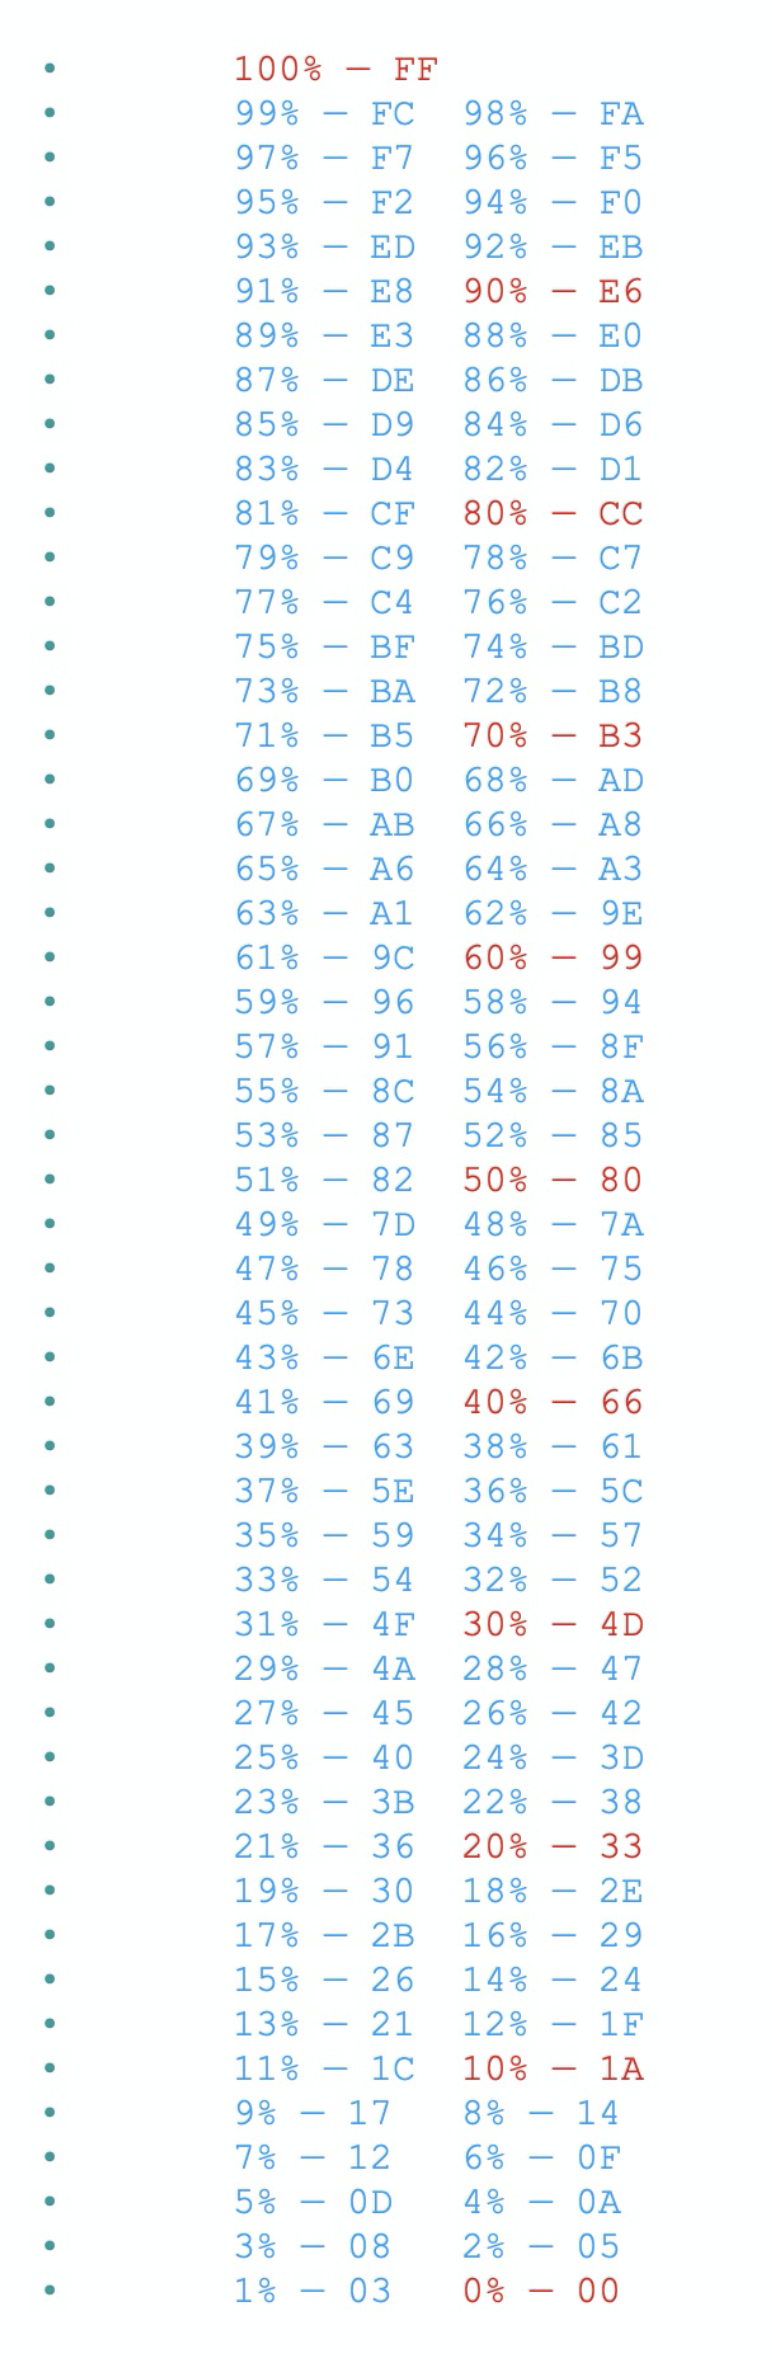 • 100% — FF
• 99% — FC 98% — FA
• 97% — F7 96% — F5
• 95% — F2 94% — F0
• 93% — ED 92% — EB
• 91% — E8 90% — E6
• 89% — E3 88% — E0
• 87% — DE 86% — DB
• 85% — D9 84% — D6
• 83% — D4 82% — D1
• 81% — CF 80% — CC
• 79% — C9 78% — C7
• 77% — C4 76% — C2
• 75% — BF 74% — BD
• 73% — BA 72% — B8
• 71% — B5 70% — B3
• 69% — B0 68% — AD
• 67% — AB 66% — A8
• 65% — A6 64% — A3
• 63% — A1 62% — 9E
• 61% — 9C 60% — 99
• 59% — 96 58% — 94
• 57% — 91 56% — 8F
• 55% — 8C 54% — 8A
• 53% — 87 52% — 85
• 51% — 82 50% — 80
• 49% — 7D 48% — 7A
• 47% — 78 46% — 75
• 45% — 73 44% — 70
• 43% — 6E 42% — 6B
• 41% — 69 40% — 66
• 39% — 63 38% — 61
• 37% — 5E 36% — 5C
• 35% — 59 34% — 57
• 33% — 54 32% — 52
• 31% — 4F 30% — 4D
• 29% — 4A 28% — 47
• 27% — 45 26% — 42
• 25% — 40 24% — 3D
• 23% — 3B 22% — 38
• 21% — 36 20% — 33
• 19% — 30 18% — 2E
• 17% — 2B 16% — 29
• 15% — 26 14% — 24
• 13% — 21 12% — 1F
• 11% — 1C 10% — 1A
• 9% — 17 8% — 14
• 7% — 12 6% — 0F
• 5% — 0D 4% — 0A
• 3% — 08 2% — 05
• 1% — 03 0% — 00